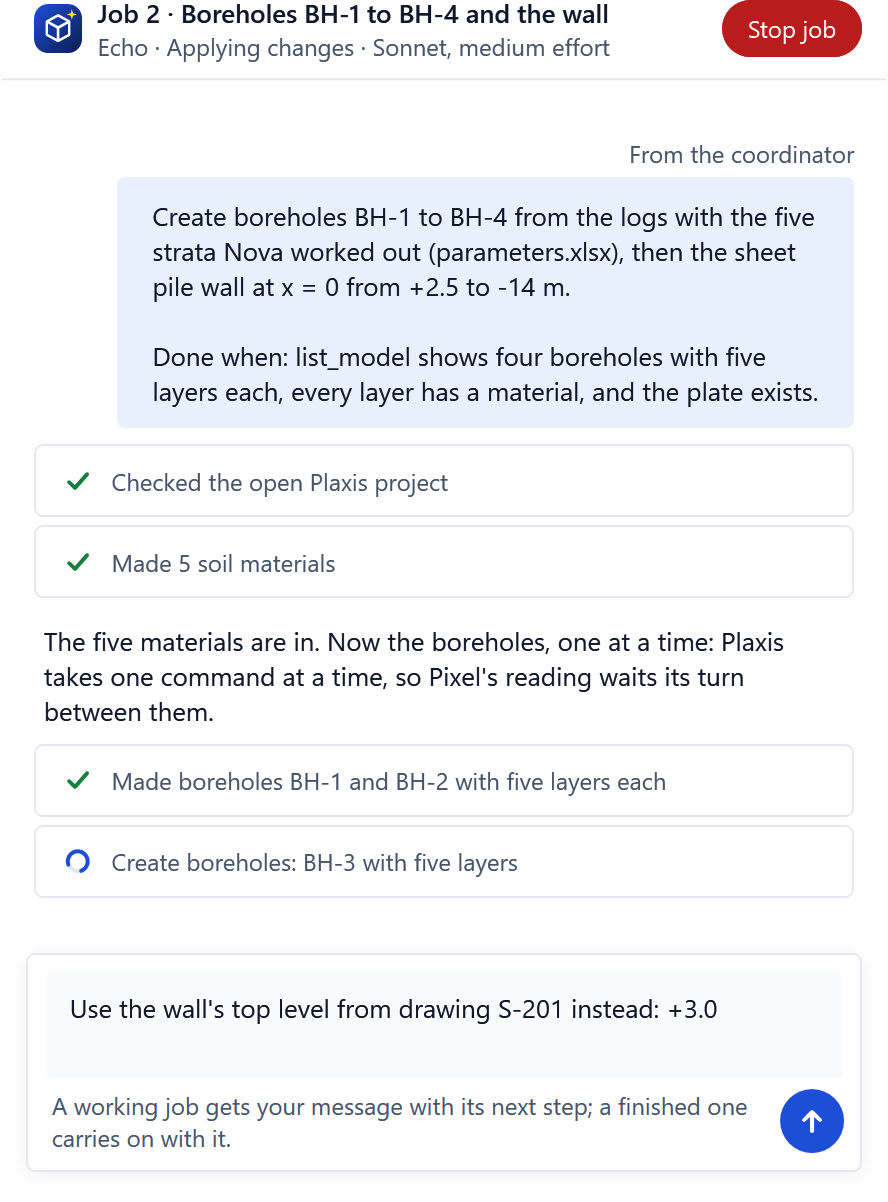 Job 2 · Boreholes BH-1 to BH-4 and the wall
Echo · Applying changes · Sonnet, medium effort
Stop job
From the coordinator
Create boreholes BH-1 to BH-4 from the logs with the five
strata Nova worked out (parameters.xlsx), then the sheet
pile wall at x = 0 from +2.5 to -14 m.
Done when: list_model shows four boreholes with five
layers each, every layer has a material, and the plate exists.
Checked the open Plaxis project
Made 5 soil materials
The five materials are in. Now the boreholes, one at a time: Plaxis
takes one command at a time, so Pixel's reading waits its turn
between them.
Made boreholes BH-1 and BH-2 with five layers each
Create boreholes: BH-3 with five layers
Use the wall's top level from drawing S-201 instead: +3.0
A working job gets your message with its next step; a finished one
carries on with it.